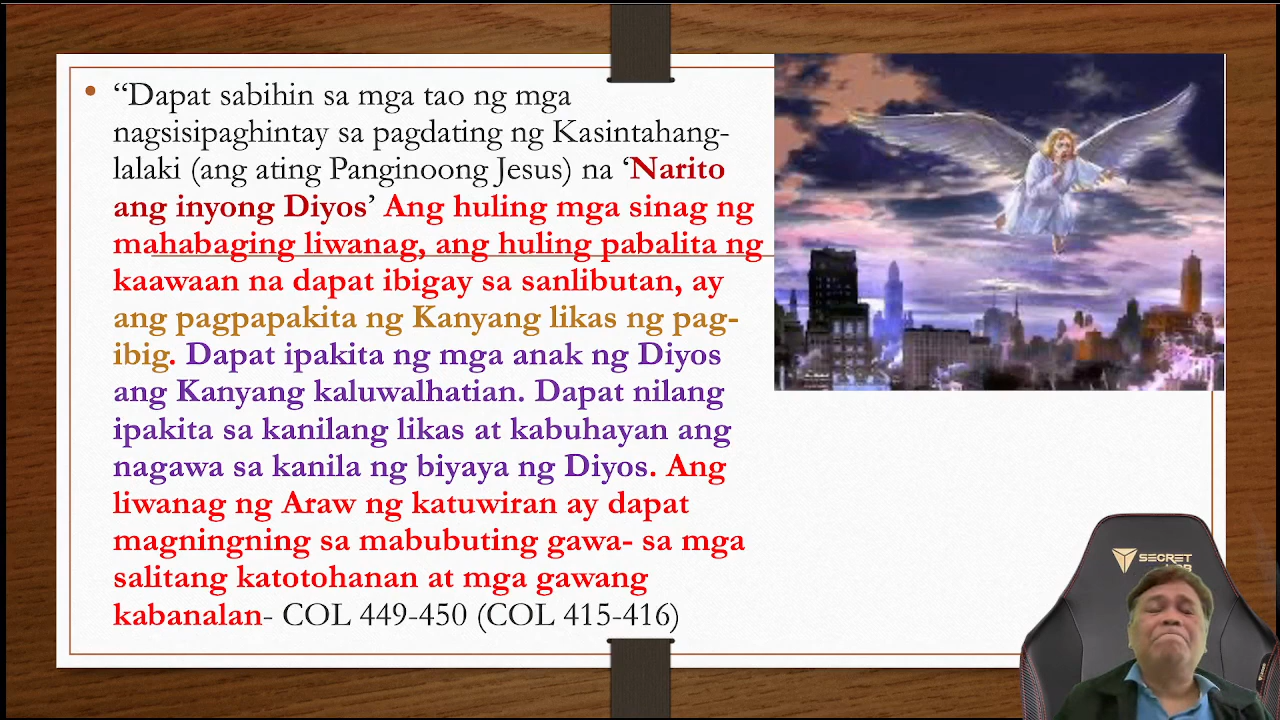 “Dapat sabihin sa mga tao ng mga
nagsisipaghintay sa pagdating ng Kasintahang-
lalaki (ang ating Panginoong Jesus) na ‘Narito
ang inyong Diyos’ Ang huling mga sinag ng
mahabaging liwanag, ang huling pabalita ng
kaawaan na dapat ibigay sa sanlibutan, ay
ang pagpapakita ng Kanyang likas ng pag-
ibig. Dapat ipakita ng mga anak ng Diyos
ang Kanyang kaluwalhatian. Dapat nilang
ipakita sa kanilang likas at kabuhayan ang
nagawa sa kanila ng biyaya ng Diyos. Ang
liwanag ng Araw ng katuwiran ay dapat
magningning sa mabubuting gawa- sa mga
salitang katotohanan at mga gawang
kabanalan- COL 449-450 (COL 415-416)
SECRET